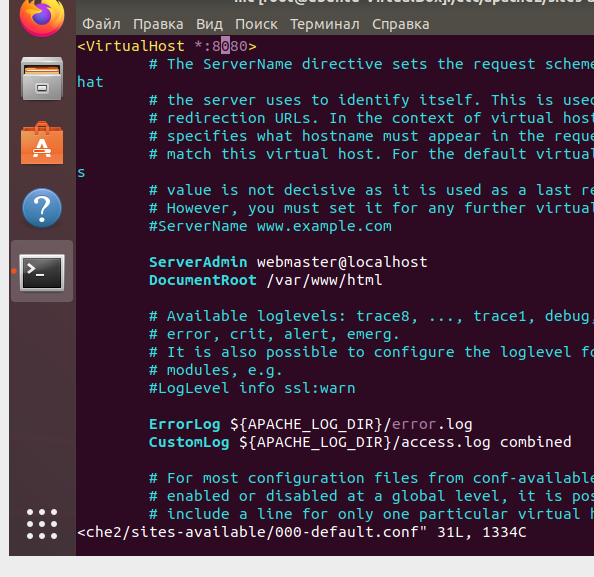 mc [root@ubuntu-VirtualBox]:/etc/apache2/sites-a
Файл Правка Вид Поиск Терминал Справка
<VirtualHost *:8080>
# The ServerName directive sets the request scheme
hat
# the server uses to identify itself. This is used
# redirection URLs. In the context of virtual host
# specifies what hostname must appear in the reque
# match this virtual host. For the default virtual
s
# value is not decisive as it is used as a last re
# However, you must set it for any further virtual
#ServerName www.example.com
ServerAdmin webmaster@localhost
DocumentRoot /var/www/html
# Available loglevels: trace8, ..., trace1, debug,
# error, crit, alert, emerg.
# It is also possible to configure the loglevel fo
# modules, e.g.
#LogLevel info ssl:warn
ErrorLog ${APACHE_LOG_DIR}/error.log
CustomLog ${APACHE_LOG_DIR}/access.log combined
# For most configuration files from conf-available
# enabled or disabled at a global level, it is pos
# include a line for only one particular virtual h
<che2/sites-available/000-default.conf" 31L, 1334C